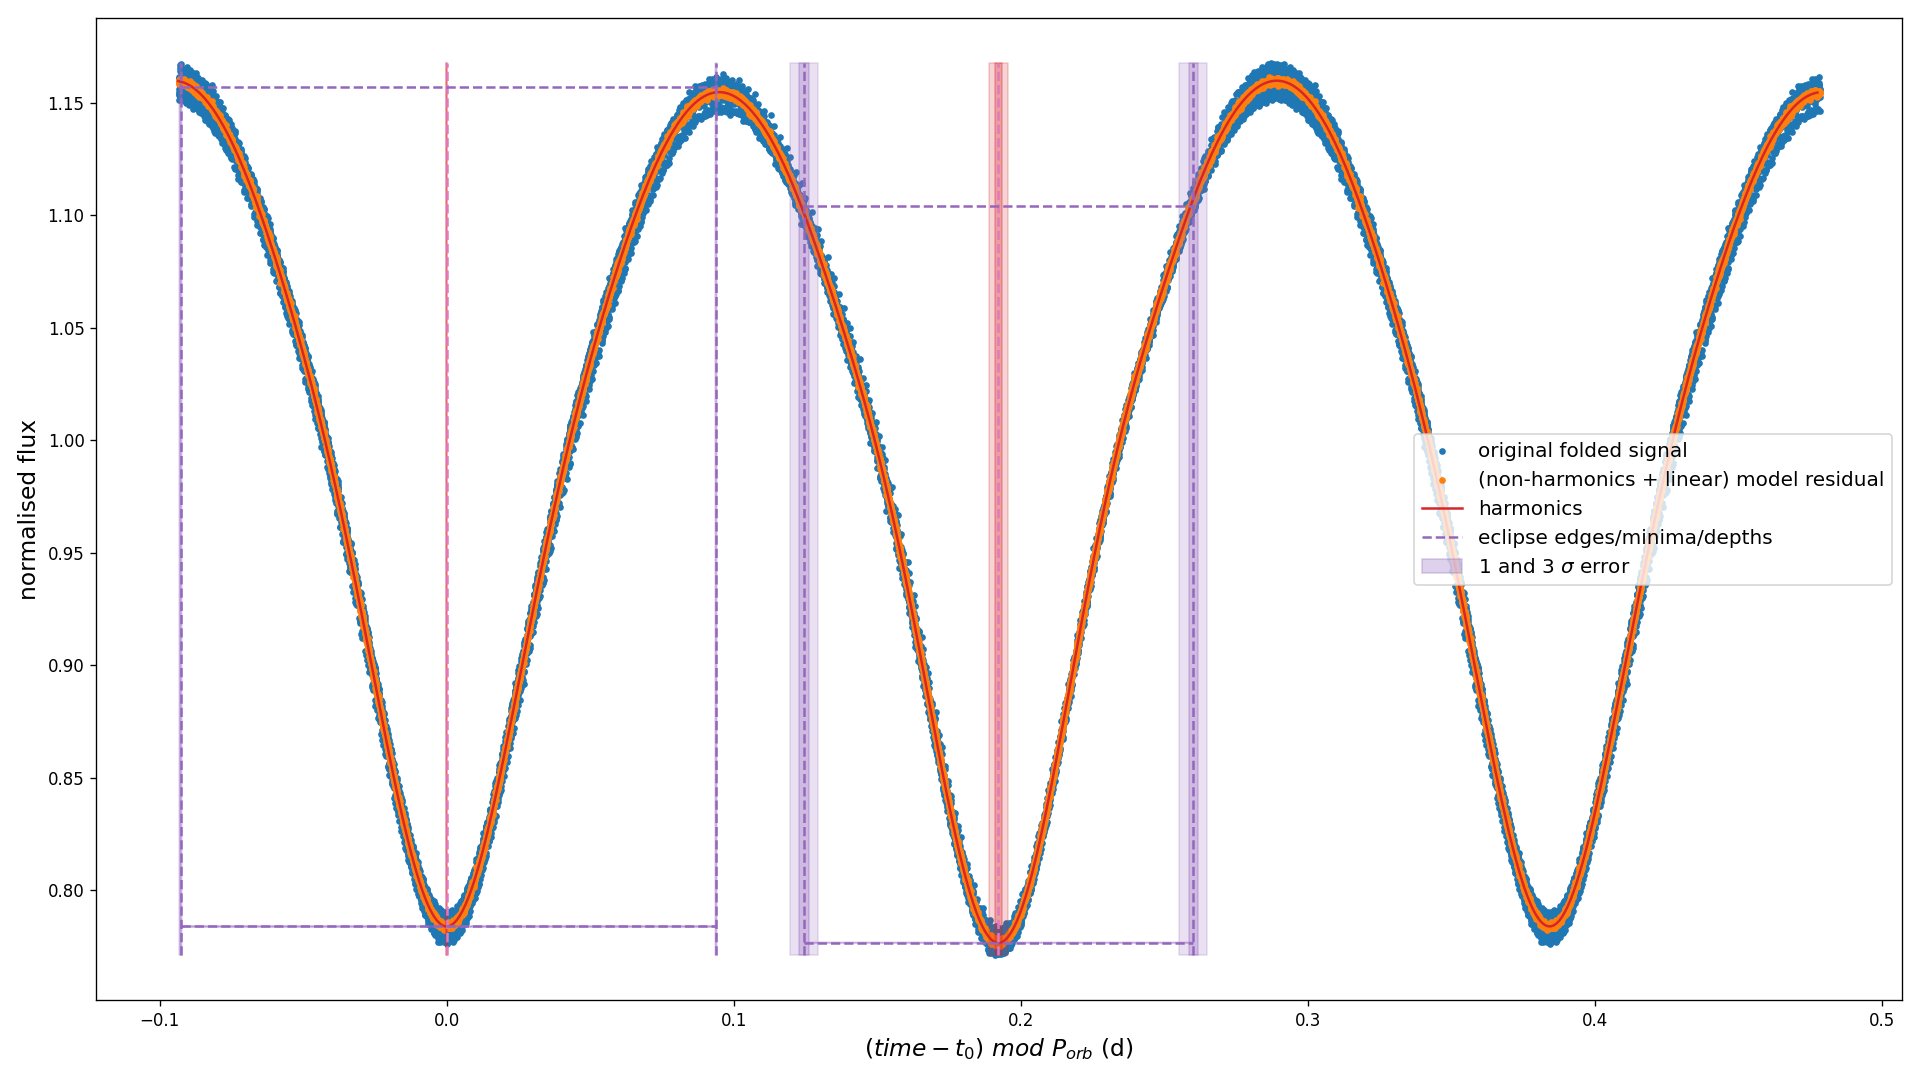 normalised flux
1.15
1.10
1.05
1.00
0.95
0.90
0.85
0.80
original folded signal
(non-harmonics + linear) model residual
harmonics
eclipse edges/minima/depths
1 and 3 σ error
−0.1 0.0 0.1 0.2 0.3 0.4 0.5
(time − t₀) mod Pₒᵣb (d)